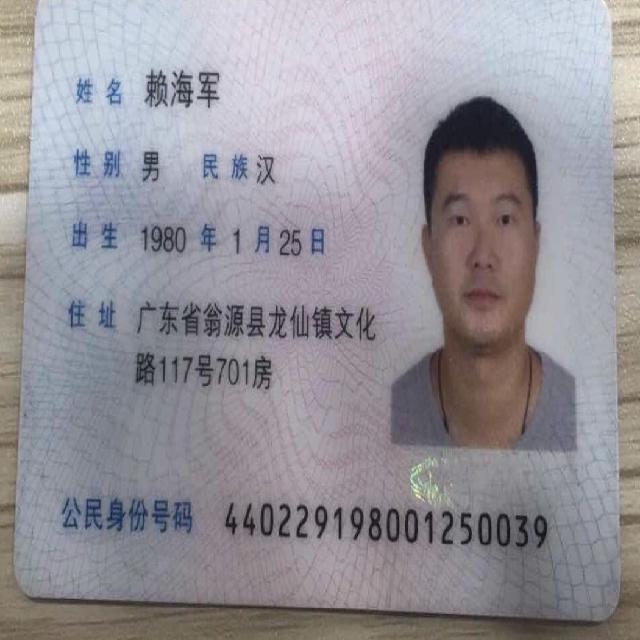 姓名 赖海军
性别 男 民族 汉
出生 1980 年 1 月 25 日
住址 广东省翁源县龙仙镇文化
路117号701房
公民身份号码 440229198001250039